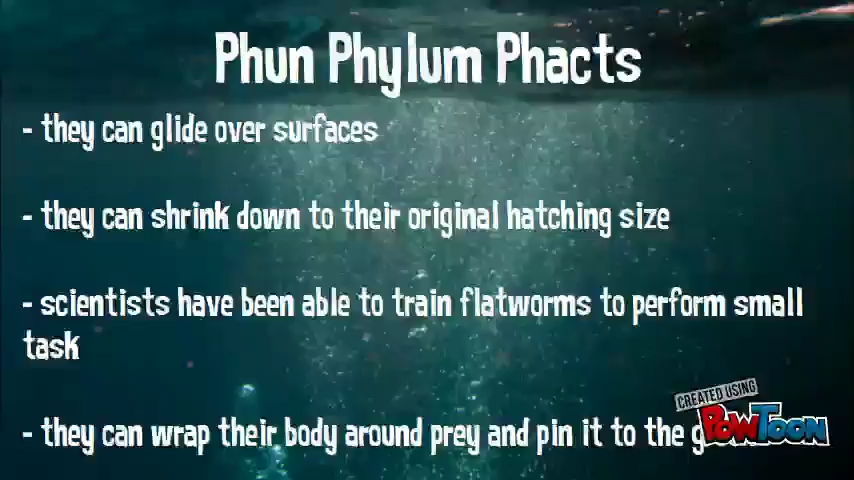 Phun Phylum Phacts
- they can glide over surfaces
- they can shrink down to their original hatching size
- scientists have been able to train flatworms to perform small
task
- they can wrap their body around prey and pin it to the
CREATED USING
POWTOON